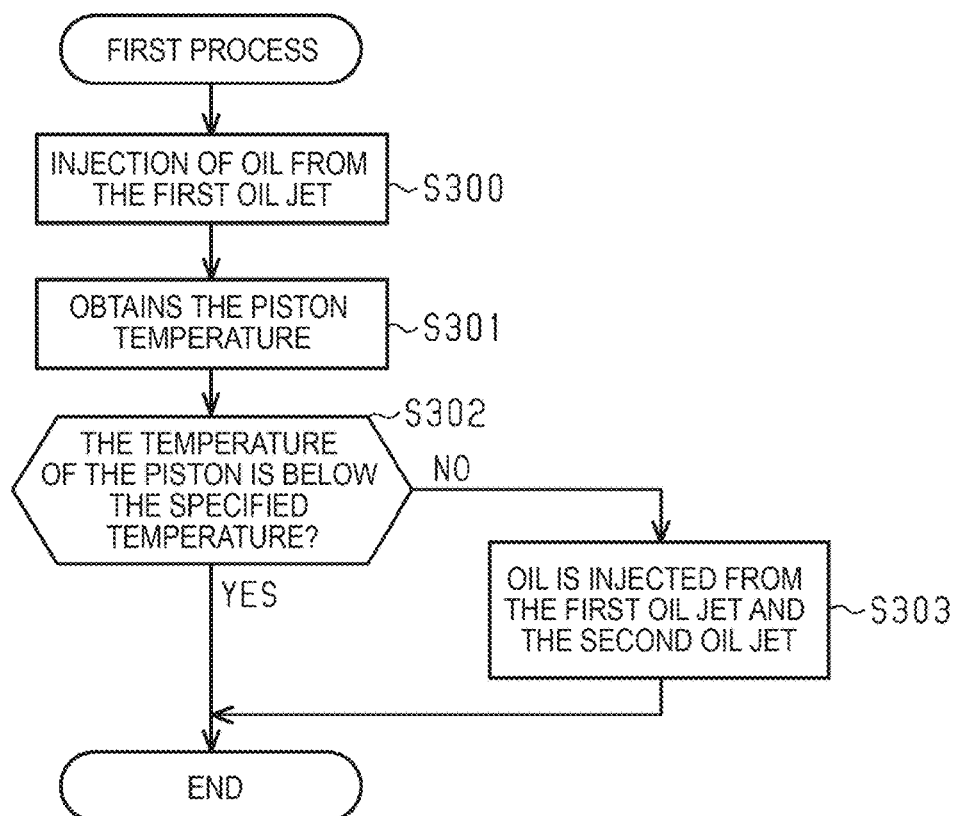 FIRST PROCESS
INJECTION OF OIL FROM
THE FIRST OIL JET
S300
OBTAINS THE PISTON
TEMPERATURE
S301
S302
THE TEMPERATURE
OF THE PISTON IS BELOW
THE SPECIFIED
TEMPERATURE?
NO
YES
OIL IS INJECTED FROM
THE FIRST OIL JET AND
THE SECOND OIL JET
S303
END